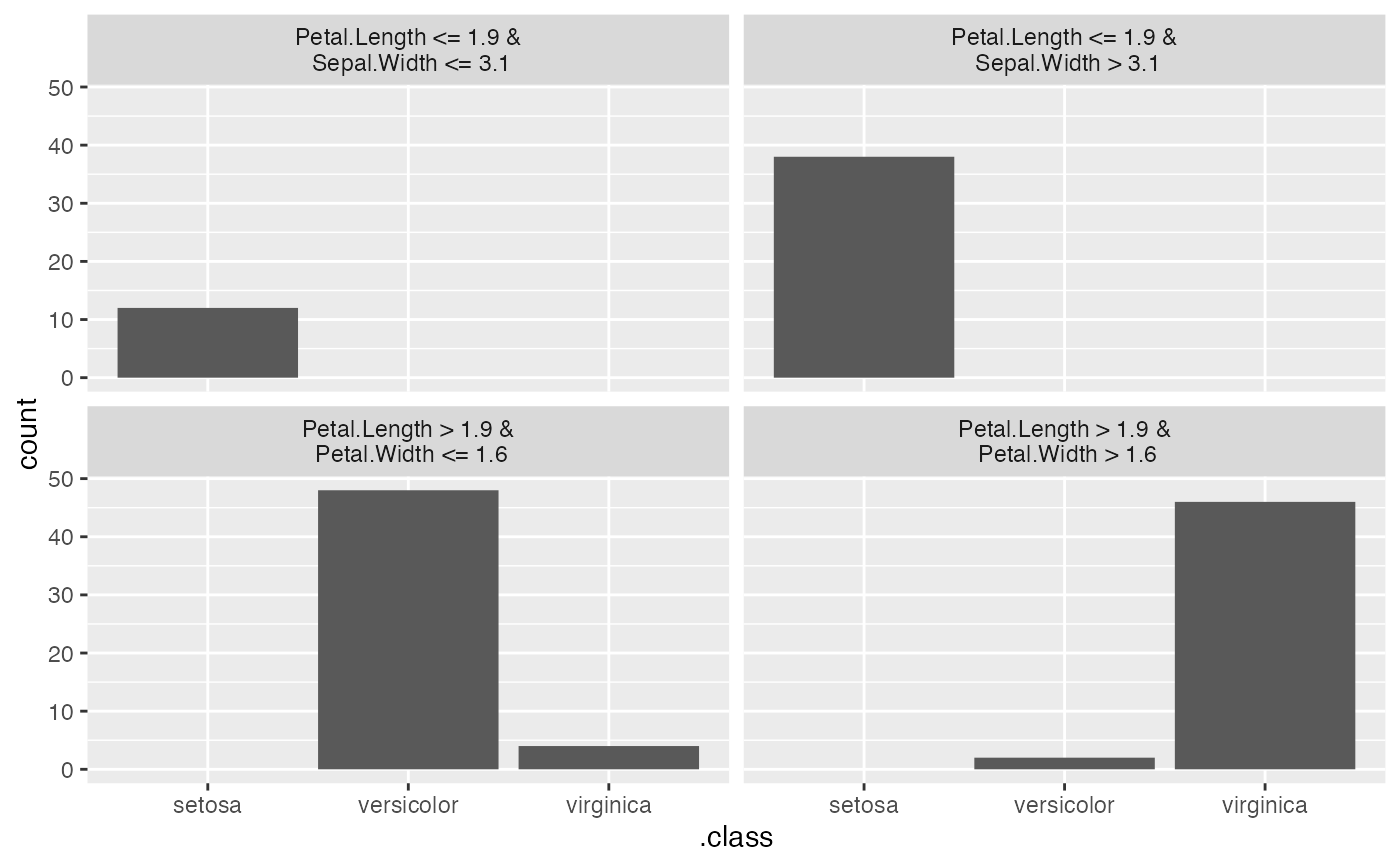 Petal.Length <= 1.9 &
Sepal.Width <= 3.1
Petal.Length <= 1.9 &
Sepal.Width > 3.1
50
40
30
20
10
0
count
Petal.Length > 1.9 &
Petal.Width <= 1.6
Petal.Length > 1.9 &
Petal.Width > 1.6
50
40
30
20
10
0
setosa versicolor virginica
setosa versicolor virginica
.class